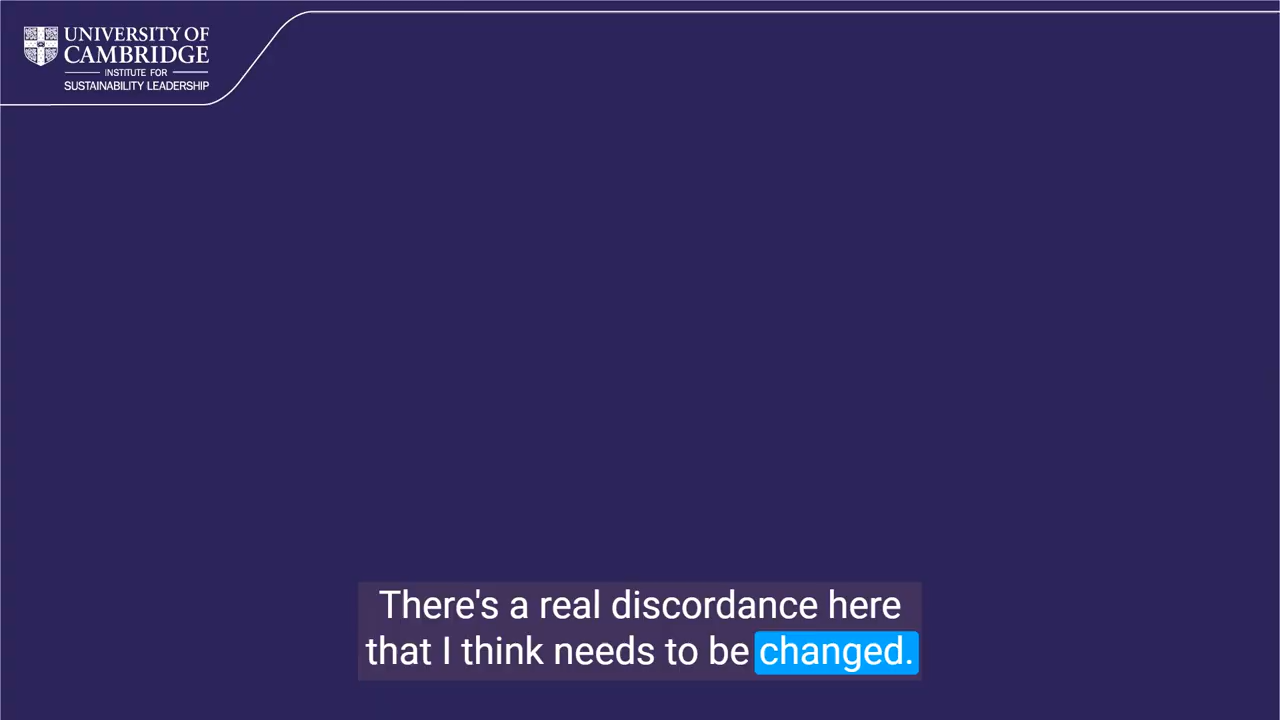 UNIVERSITY OF
CAMBRIDGE
INSTITUTE FOR
SUSTAINABILITY LEADERSHIP
There's a real discordance here
that I think needs to be changed.